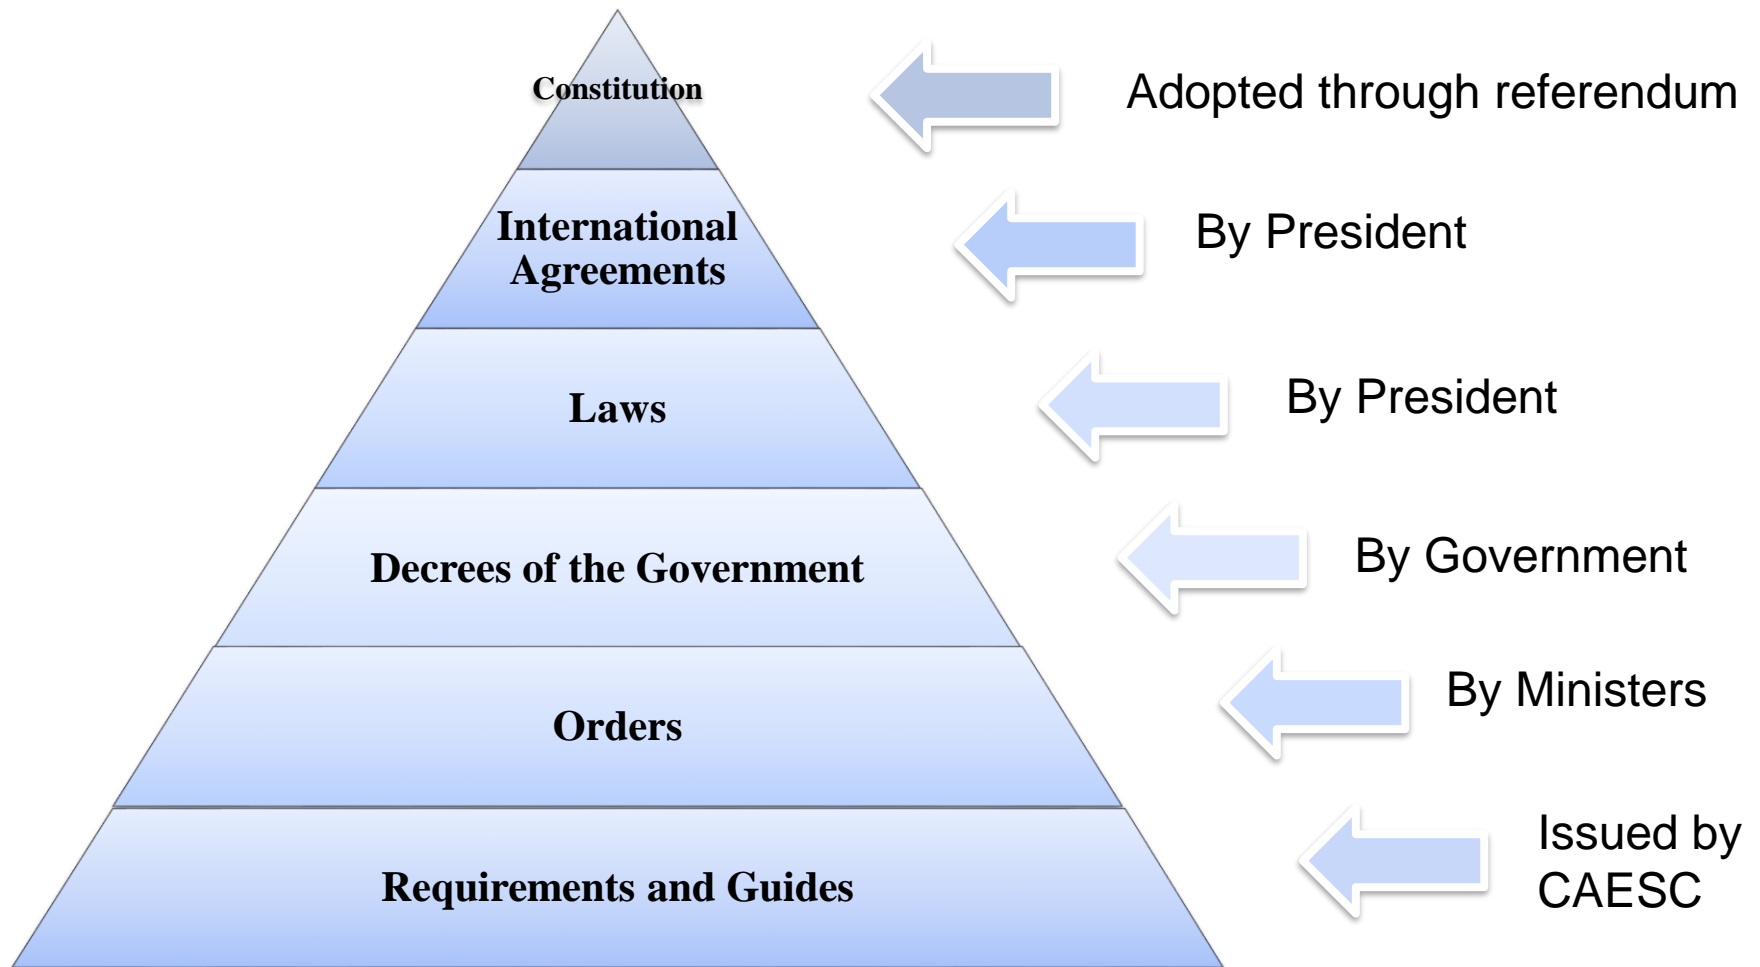 Constitution
Adopted through referendum
International
Agreements
By President
Laws
By President
Decrees of the Government
By Government
Orders
By Ministers
Requirements and Guides
Issued by
CAESC